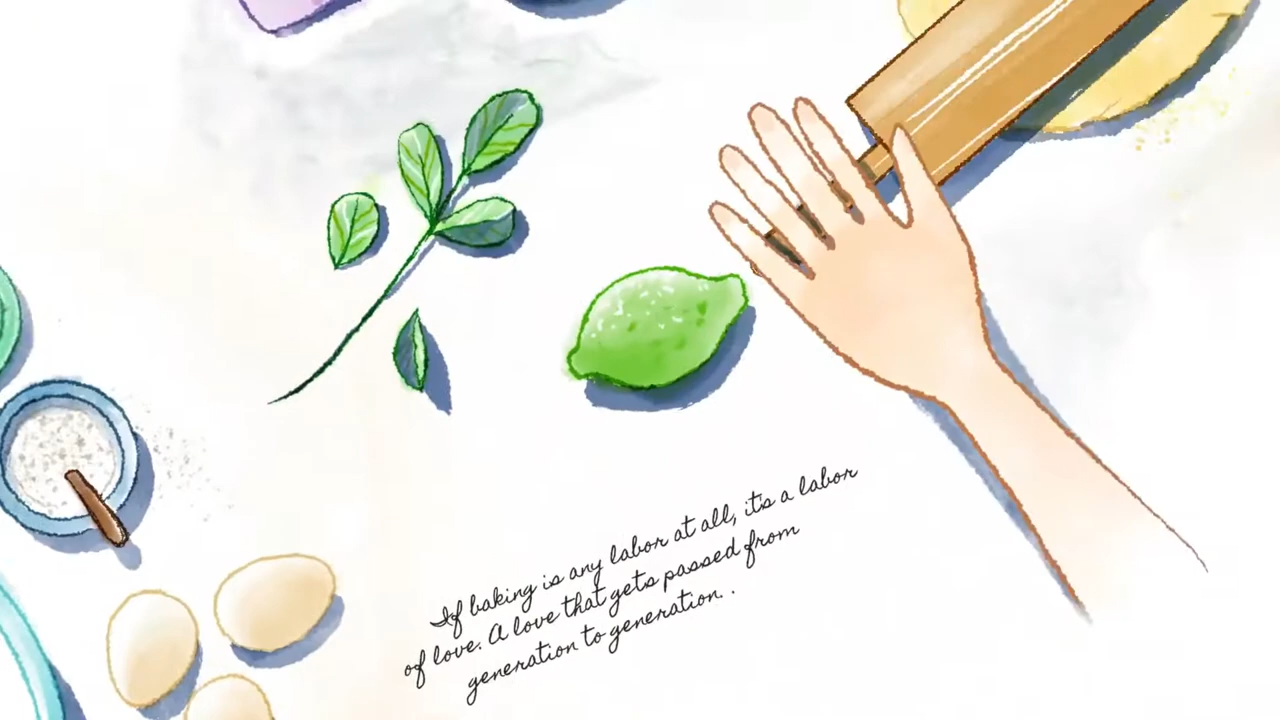 If baking is any labor at all, it's a labor
of love. A love that gets passed from
generation to generation. .